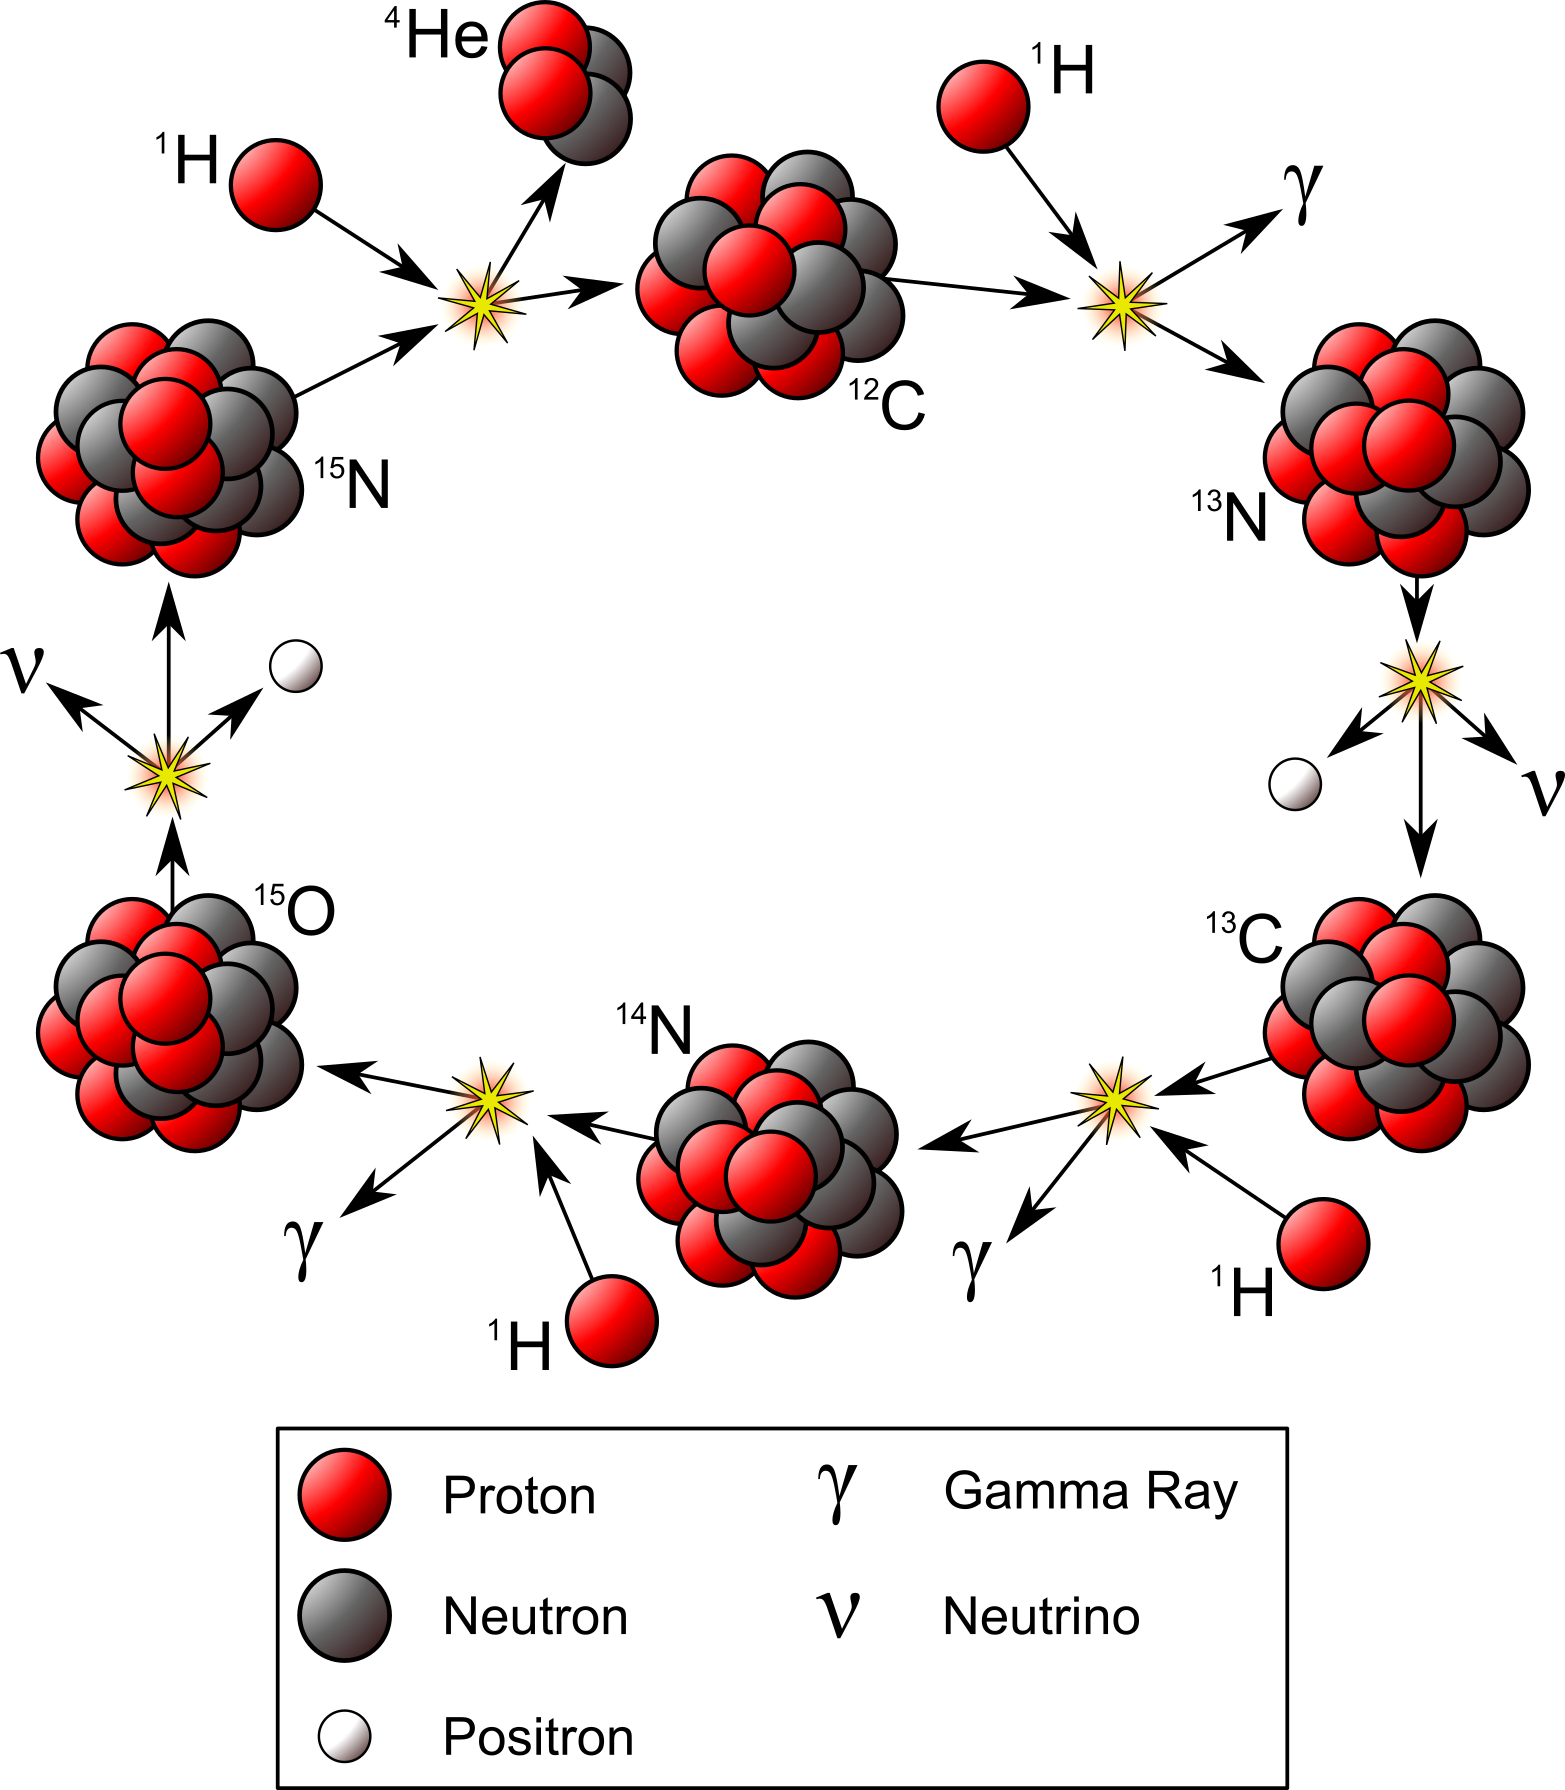 ⁴He
¹H
¹H
γ
¹²C
¹⁵N
¹³N
ν
ν
¹⁵O
¹³C
¹⁴N
γ
γ
¹H
¹H
Proton γ Gamma Ray
Neutron ν Neutrino
Positron